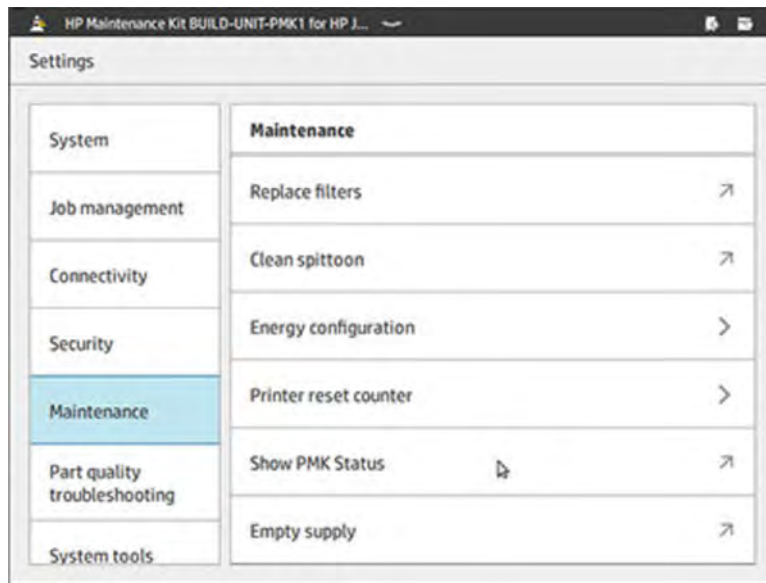 HP Maintenance Kit BUILD-UNIT-PMK1 for HP J...
Settings
System
Job management
Connectivity
Security
Maintenance
Part quality
troubleshooting
System tools
Maintenance
Replace filters
Clean spittoon
Energy configuration
Printer reset counter
Show PMK Status
Empty supply